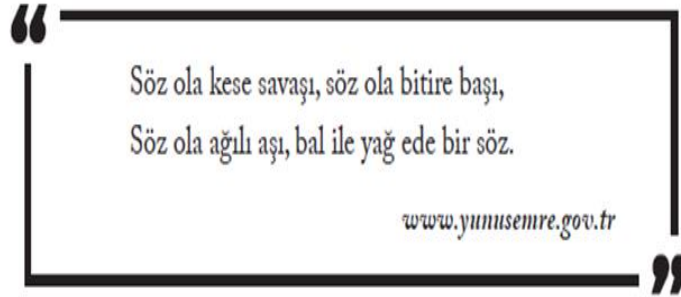 Söz ola kese savaşı, söz ola bitire başı,
Söz ola ağılı aşı, bal ile yağ ede bir söz.
www.yunusemre.gov.tr